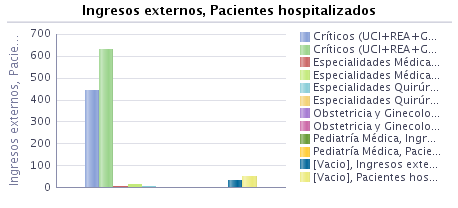 Ingresos externos, Pacientes hospitalizados
Ingresos externos, Pacie...
700
600
500
400
300
200
100
0
Críticos (UCI+REA+G...
Críticos (UCI+REA+G...
Especialidades Médica...
Especialidades Médica...
Especialidades Quirúr...
Especialidades Quirúr...
Obstetricia y Ginecolo...
Obstetricia y Ginecolo...
Pediatría Médica, Ingr...
Pediatría Médica, Pacie...
[Vacio], Ingresos exte...
[Vacio], Pacientes hos...